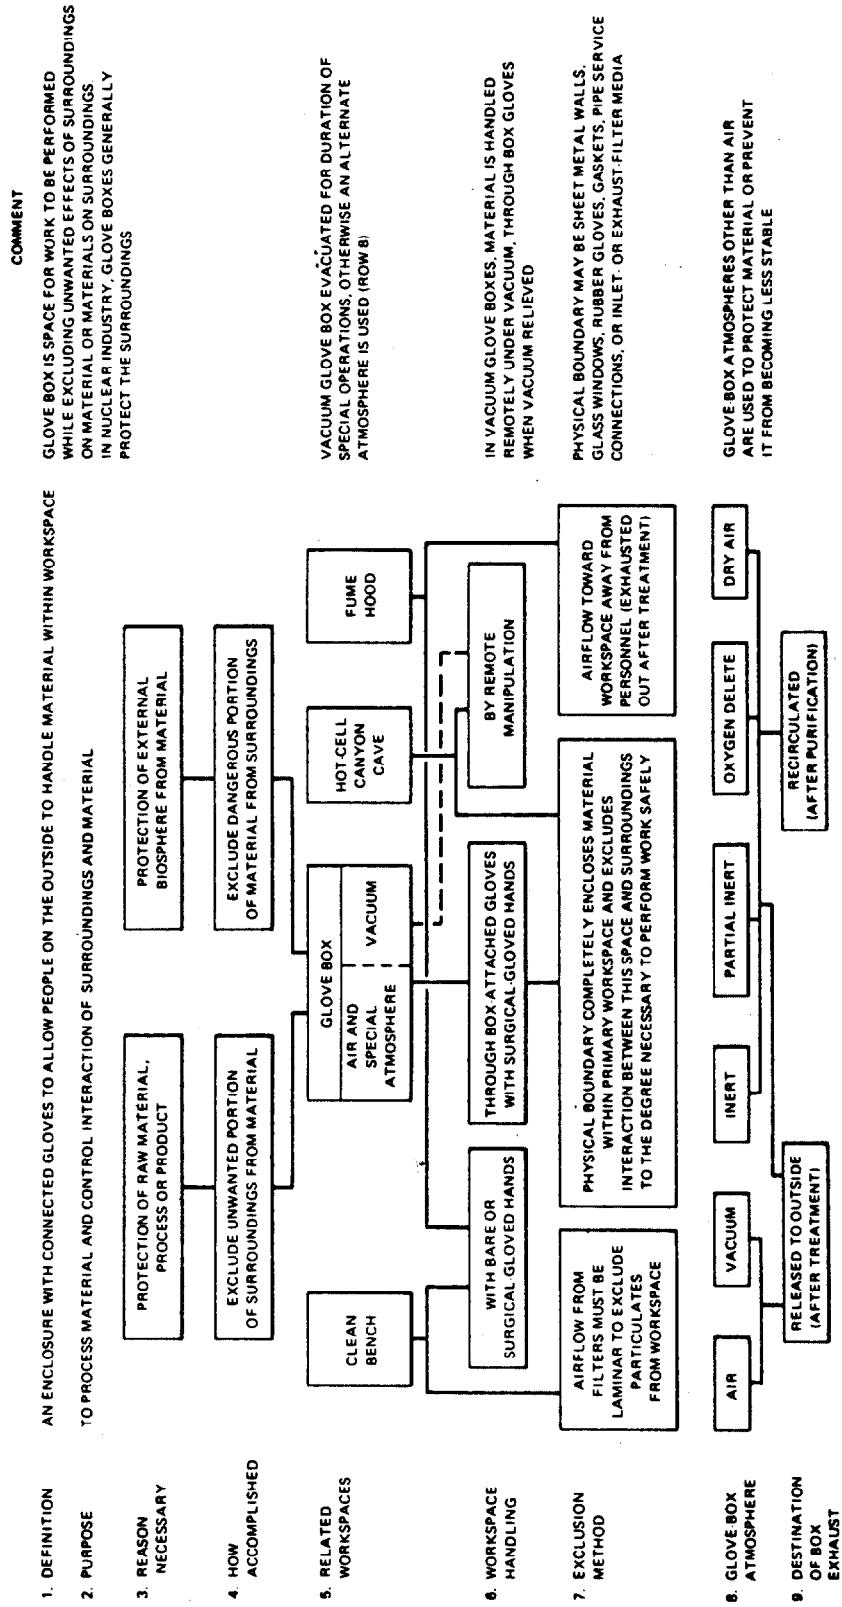 COMMENT
1. DEFINITION
AN ENCLOSURE WITH CONNECTED GLOVES TO ALLOW PEOPLE ON THE OUTSIDE TO HANDLE MATERIAL WITHIN WORKSPACE
GLOVE BOX IS SPACE FOR WORK TO BE PERFORMED
WHILE EXCLUDING UNWANTED EFFECTS OF SURROUNDINGS
ON MATERIAL OR MATERIALS ON SURROUNDINGS.
IN NUCLEAR INDUSTRY, GLOVE BOXES GENERALLY
PROTECT THE SURROUNDINGS
2. PURPOSE
TO PROCESS MATERIAL AND CONTROL INTERACTION OF SURROUNDINGS AND MATERIAL
3. REASON
NECESSARY
PROTECTION OF RAW MATERIAL,
PROCESS OR PRODUCT
PROTECTION OF EXTERNAL
BIOSPHERE FROM MATERIAL
4. HOW
ACCOMPLISHED
EXCLUDE UNWANTED PORTION
OF SURROUNDINGS FROM MATERIAL
EXCLUDE DANGEROUS PORTION
OF MATERIAL FROM SURROUNDINGS
5. RELATED
WORKSPACES
CLEAN
BENCH
GLOVE BOX
AIR AND
SPECIAL
ATMOSPHERE
VACUUM
HOT-CELL
CANYON
CAVE
FUME
HOOD
VACUUM GLOVE BOX EVACUATED FOR DURATION OF
SPECIAL OPERATIONS, OTHERWISE AN ALTERNATE
ATMOSPHERE IS USED (ROW 8)
6. WORKSPACE
HANDLING
WITH BARE OR
SURGICAL-GLOVED HANDS
THROUGH BOX-ATTACHED GLOVES
WITH SURGICAL-GLOVED HANDS
BY REMOTE
MANIPULATION
IN VACUUM GLOVE BOXES, MATERIAL IS HANDLED
REMOTELY UNDER VACUUM, THROUGH BOX GLOVES
WHEN VACUUM RELIEVED
7. EXCLUSION
METHOD
AIRFLOW FROM
FILTERS MUST BE
LAMINAR TO EXCLUDE
PARTICULATES
FROM WORKSPACE
PHYSICAL BOUNDARY COMPLETELY ENCLOSES MATERIAL
WITHIN PRIMARY WORKSPACE AND EXCLUDES
INTERACTION BETWEEN THIS SPACE AND SURROUNDINGS
TO THE DEGREE NECESSARY TO PERFORM WORK SAFELY
AIRFLOW TOWARD
WORKSPACE AWAY FROM
PERSONNEL (EXHAUSTED
OUT AFTER TREATMENT)
PHYSICAL BOUNDARY MAY BE SHEET METAL WALLS,
GLASS WINDOWS, RUBBER GLOVES, GASKETS, PIPE SERVICE
CONNECTIONS, OR INLET- OR EXHAUST-FILTER MEDIA
8. GLOVE-BOX
ATMOSPHERE
AIR
VACUUM
INERT
PARTIAL INERT
OXYGEN DELETE
DRY AIR
GLOVE-BOX ATMOSPHERES OTHER THAN AIR
ARE USED TO PROTECT MATERIAL OR PREVENT
IT FROM BECOMING LESS STABLE
9. DESTINATION
OF BOX
EXHAUST
RELEASED TO OUTSIDE
(AFTER TREATMENT)
RECIRCULATED
(AFTER PURIFICATION)